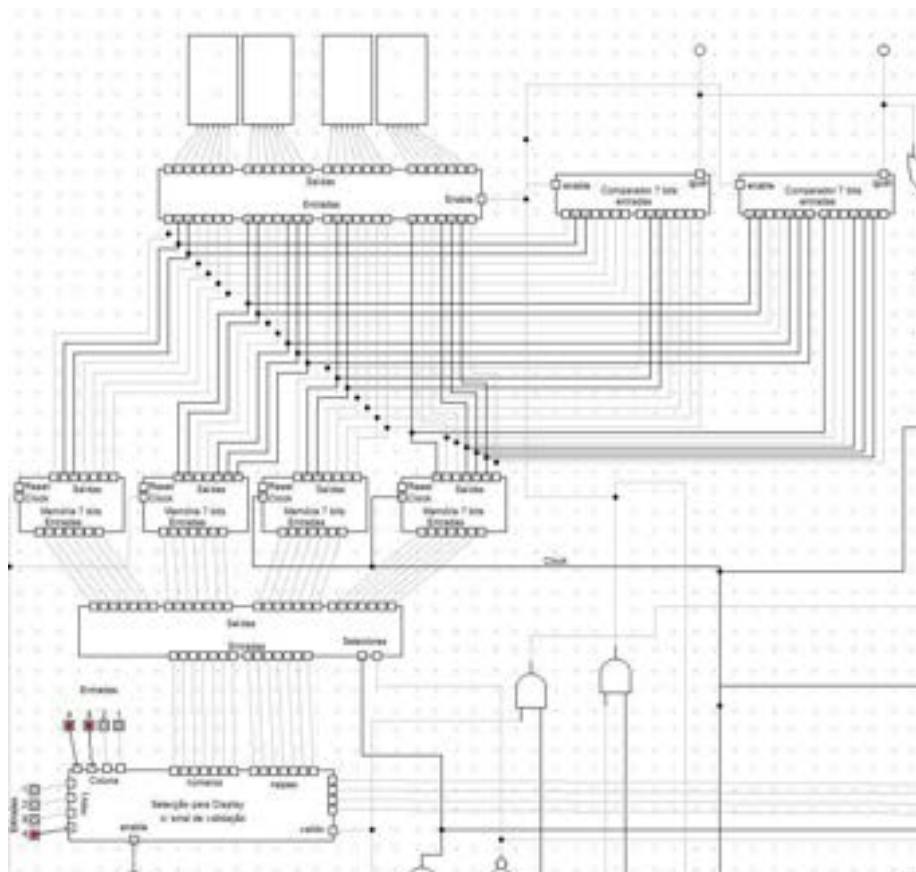 Saídas
Entradas
Enable
enable
Comparador 7 bits
entradas
igual
enable
Comparador 7 bits
entradas
igual
Reset
Clock
Saídas
Memória 7 bits
Entradas
Reset
Clock
Saídas
Memória 7 bits
Entradas
Reset
Clock
Saídas
Memória 7 bits
Entradas
Reset
Clock
Saídas
Memória 7 bits
Entradas
Clock
Saídas
Entradas
Selectores
Entradas
Coluna
números
Linha
Selecção para Display
e sinal de validação
enable
valido
Entradas